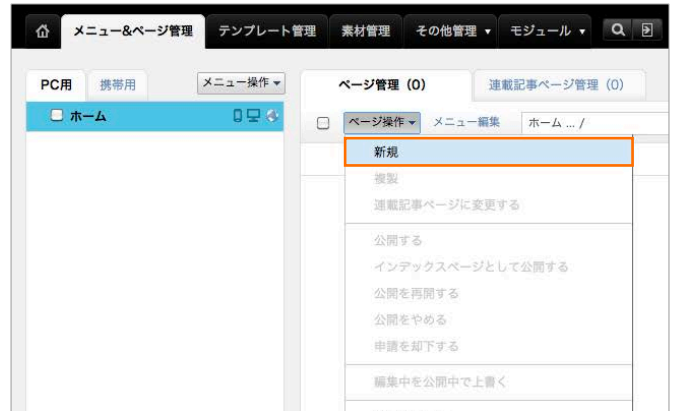 メニュー&ページ管理 テンプレート管理 素材管理 その他管理 ▼ モジュール ▼
PC用 携帯用 メニュー操作 ▼ ページ管理（0） 連載記事ページ管理（0）
ホーム ページ操作 ▼ メニュー編集 ホーム ... /
新規
複製
連載記事ページに変更する
公開する
インデックスページとして公開する
公開を再開する
公開をやめる
申請を却下する
編集中を公開中で上書く